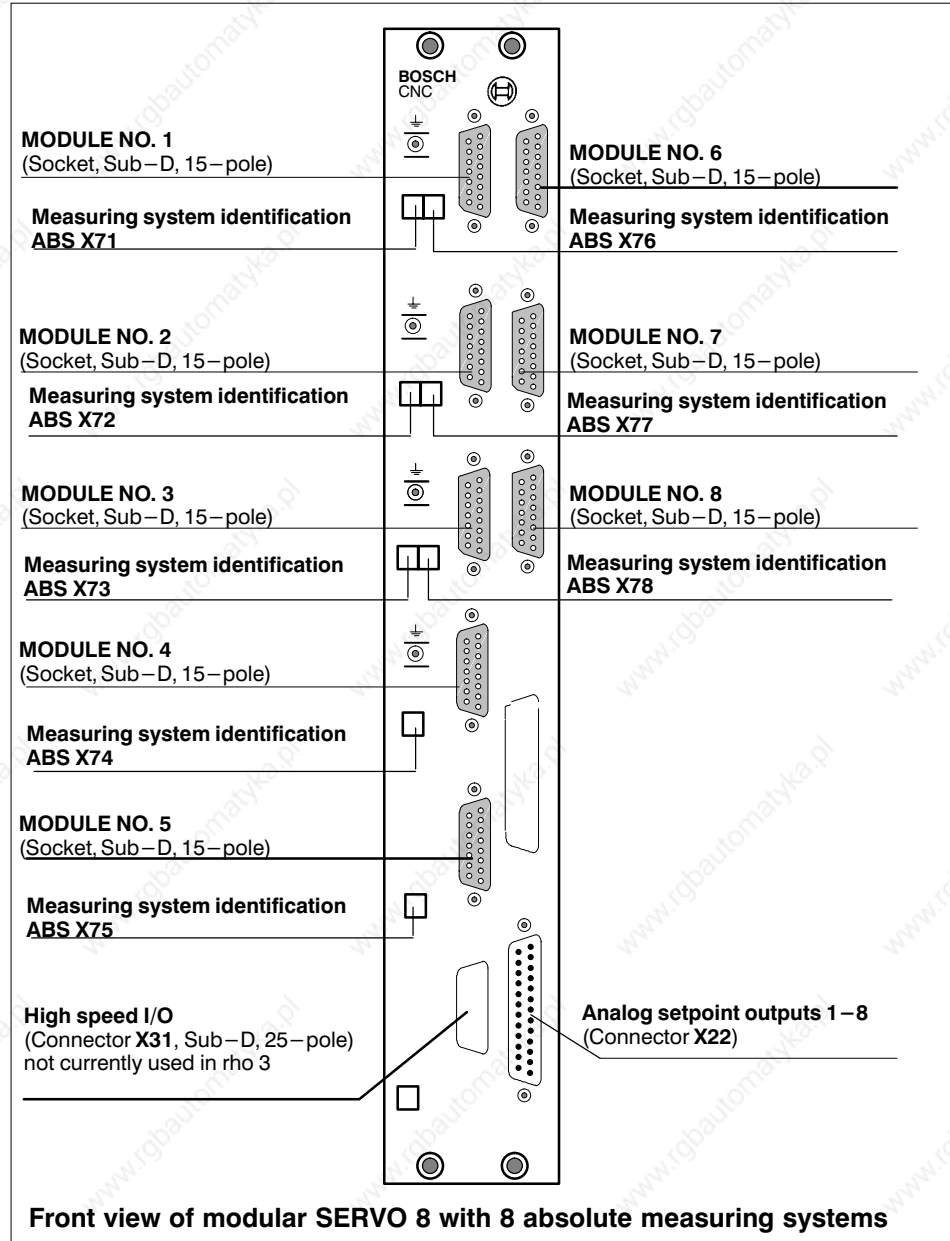 BOSCH
CNC
MODULE NO. 1
(Socket, Sub–D, 15–pole)
Measuring system identification
ABS X71
MODULE NO. 6
(Socket, Sub–D, 15–pole)
Measuring system identification
ABS X76
MODULE NO. 2
(Socket, Sub–D, 15–pole)
Measuring system identification
ABS X72
MODULE NO. 7
(Socket, Sub–D, 15–pole)
Measuring system identification
ABS X77
MODULE NO. 3
(Socket, Sub–D, 15–pole)
Measuring system identification
ABS X73
MODULE NO. 8
(Socket, Sub–D, 15–pole)
Measuring system identification
ABS X78
MODULE NO. 4
(Socket, Sub–D, 15–pole)
Measuring system identification
ABS X74
MODULE NO. 5
(Socket, Sub–D, 15–pole)
Measuring system identification
ABS X75
High speed I/O
(Connector X31, Sub–D, 25–pole)
not currently used in rho 3
Analog setpoint outputs 1–8
(Connector X22)
Front view of modular SERVO 8 with 8 absolute measuring systems
www.rgbautomatyka.pl